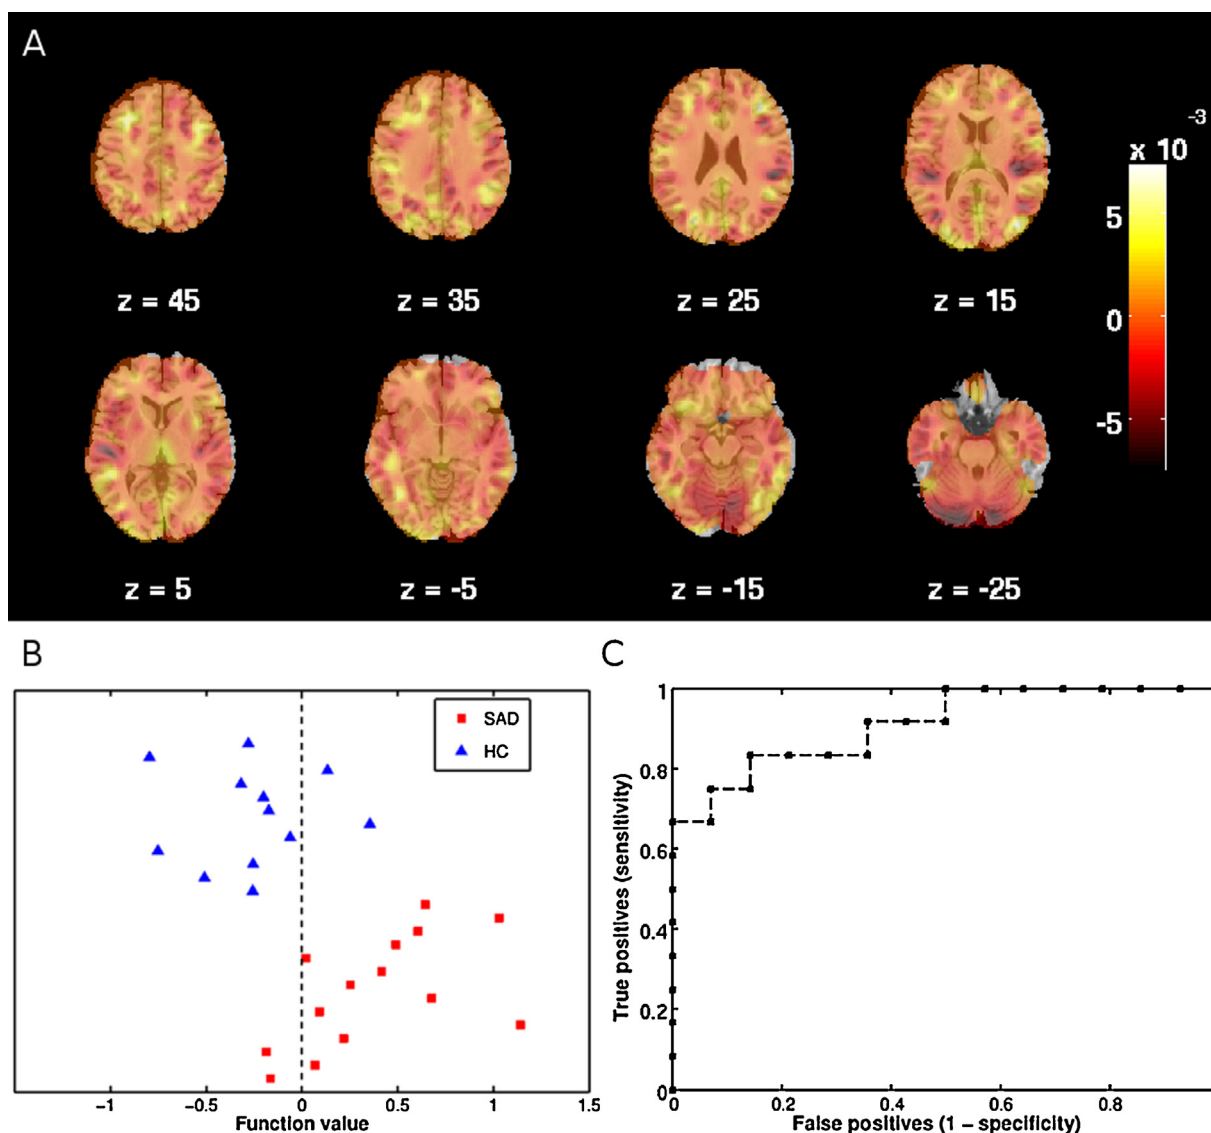 A
-3
x 10
5
0
-5
z = 45
z = 35
z = 25
z = 15
z = 5
z = -5
z = -15
z = -25
B
SAD
HC
−1
−0.5
0
0.5
1
1.5
Function value
C
1
0.8
0.6
0.4
0.2
0
True positives (sensitivity)
0
0.2
0.4
0.6
0.8
False positives (1 − specificity)